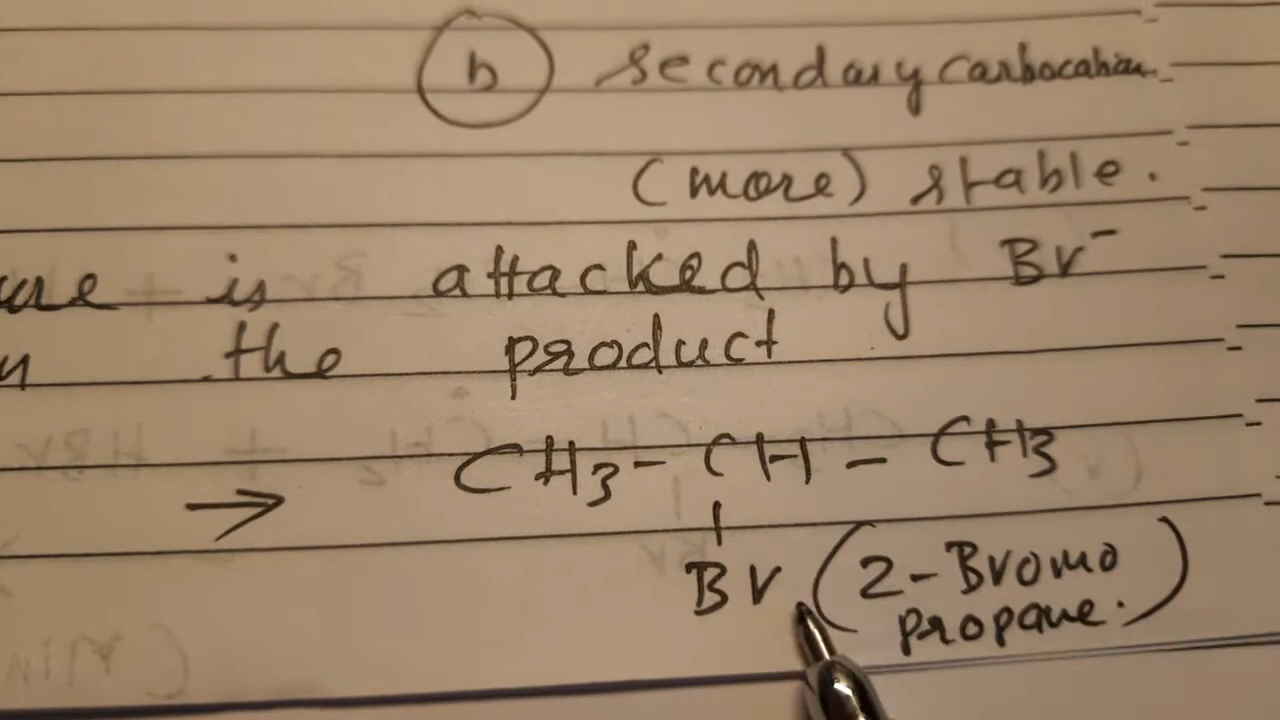 (b) secondary carbocation.
(more) stable.
is attacked by Br⁻
the product
→ CH3 - CH - CH3
|
Br (2-Bromo
propane.)